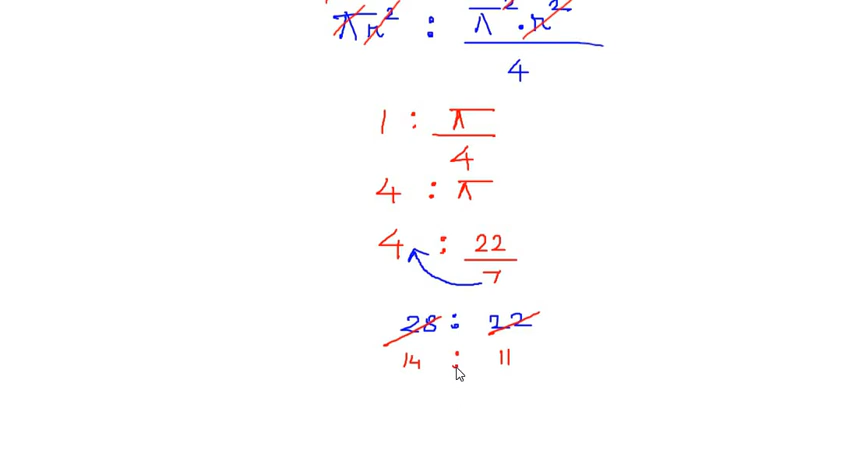 πr² : π²·r²/4
1 : π/4
4 : π
4 : 22/7
28 : 22
14 : 11